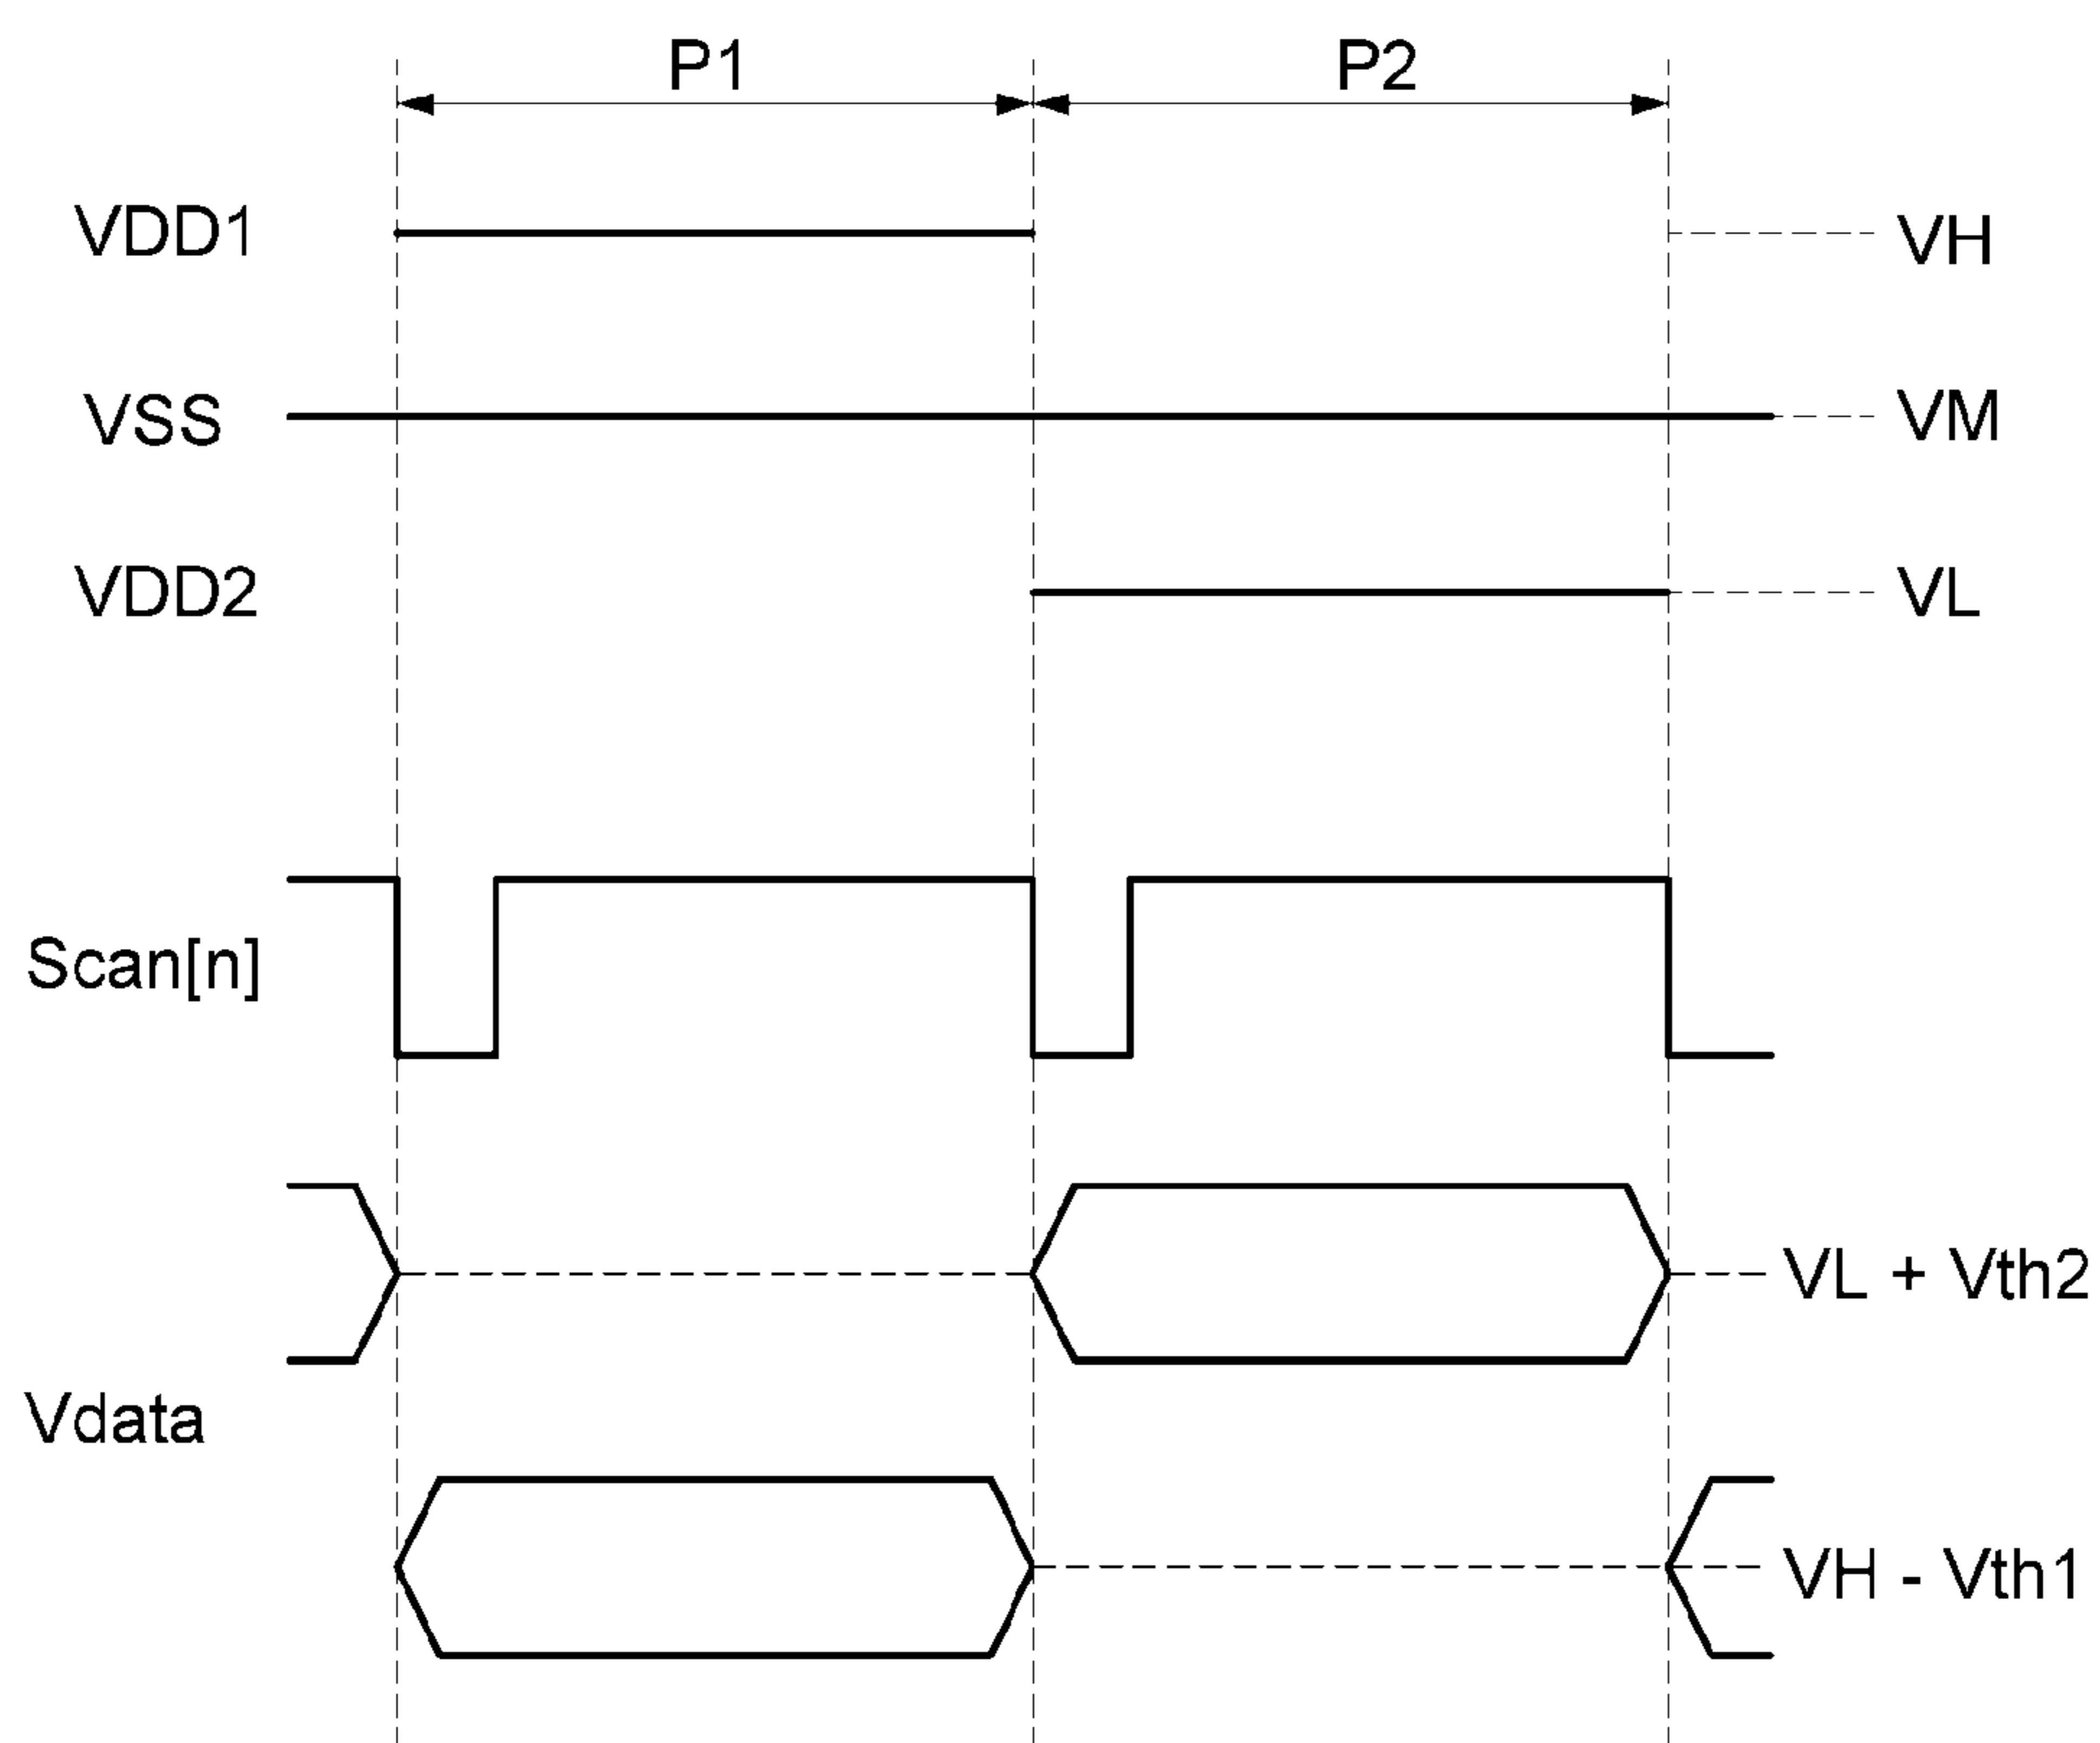 P1 P2
VDD1 VH
VSS VM
VDD2 VL
Scan[n]
VL + Vth2
Vdata
VH - Vth1